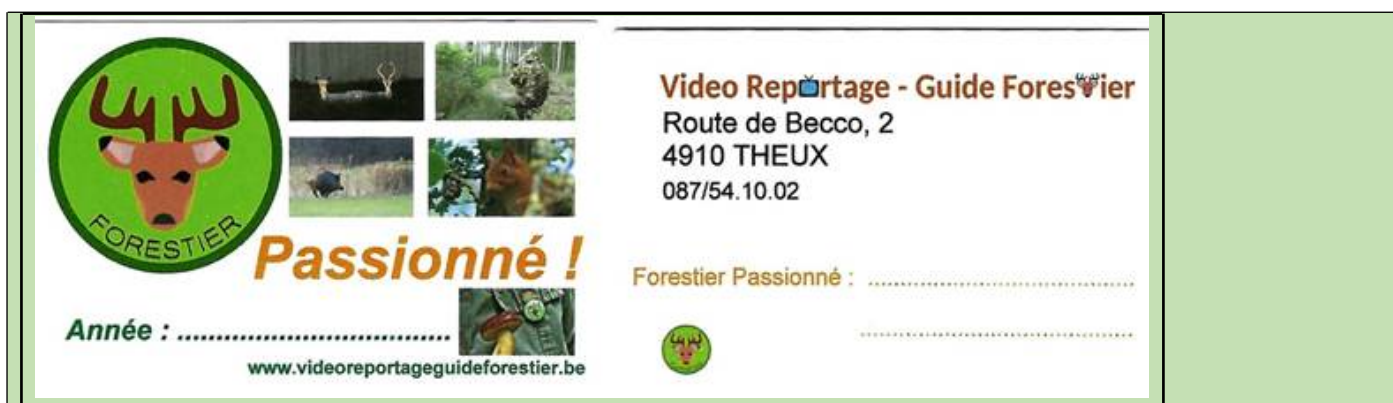 FORESTIER
Passionné !
Année : ..................................
www.videoreportageguideforestier.be
Video Reportage - Guide Forestier
Route de Becco, 2
4910 THEUX
087/54.10.02
Forestier Passionné : ......................................
......................................